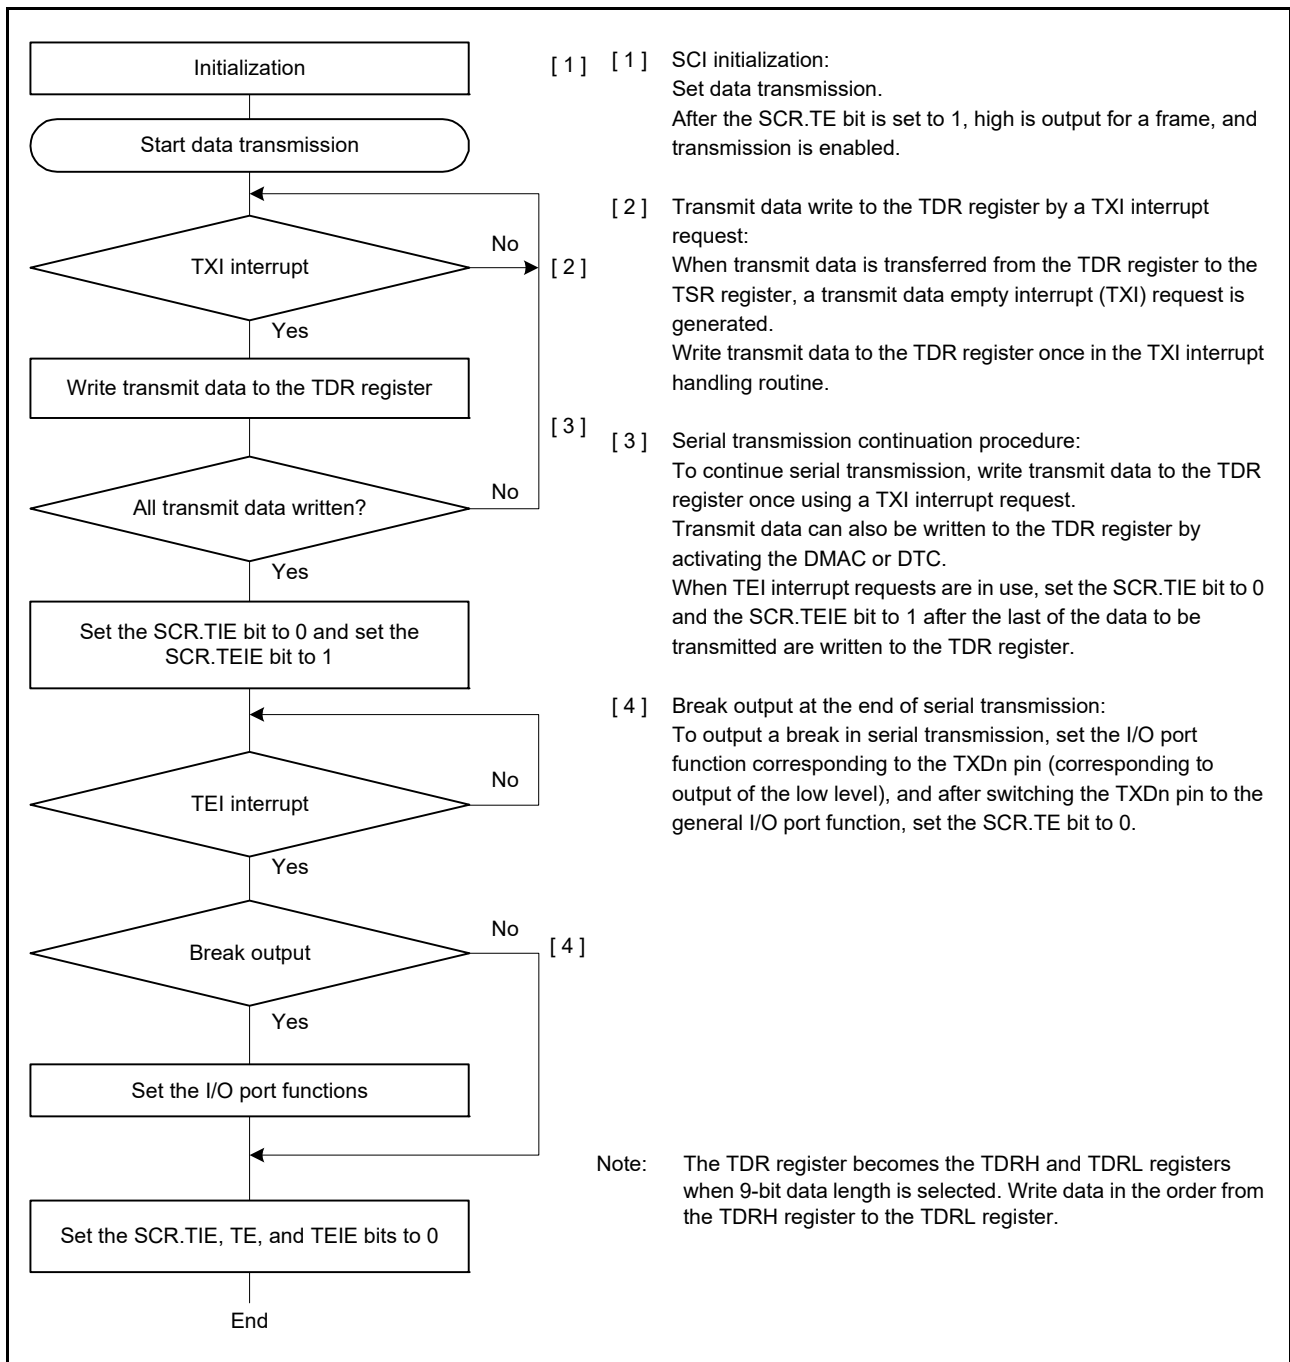 Initialization
[ 1 ]
Start data transmission
TXI interrupt
No
[ 2 ]
Yes
Write transmit data to the TDR register
[ 3 ]
All transmit data written?
No
Yes
Set the SCR.TIE bit to 0 and set the
SCR.TEIE bit to 1
TEI interrupt
No
Yes
Break output
No
[ 4 ]
Yes
Set the I/O port functions
Set the SCR.TIE, TE, and TEIE bits to 0
End
[ 1 ] SCI initialization:
Set data transmission.
After the SCR.TE bit is set to 1, high is output for a frame, and
transmission is enabled.
[ 2 ] Transmit data write to the TDR register by a TXI interrupt
request:
When transmit data is transferred from the TDR register to the
TSR register, a transmit data empty interrupt (TXI) request is
generated.
Write transmit data to the TDR register once in the TXI interrupt
handling routine.
[ 3 ] Serial transmission continuation procedure:
To continue serial transmission, write transmit data to the TDR
register once using a TXI interrupt request.
Transmit data can also be written to the TDR register by
activating the DMAC or DTC.
When TEI interrupt requests are in use, set the SCR.TIE bit to 0
and the SCR.TEIE bit to 1 after the last of the data to be
transmitted are written to the TDR register.
[ 4 ] Break output at the end of serial transmission:
To output a break in serial transmission, set the I/O port
function corresponding to the TXDn pin (corresponding to
output of the low level), and after switching the TXDn pin to the
general I/O port function, set the SCR.TE bit to 0.
Note: The TDR register becomes the TDRH and TDRL registers
when 9-bit data length is selected. Write data in the order from
the TDRH register to the TDRL register.